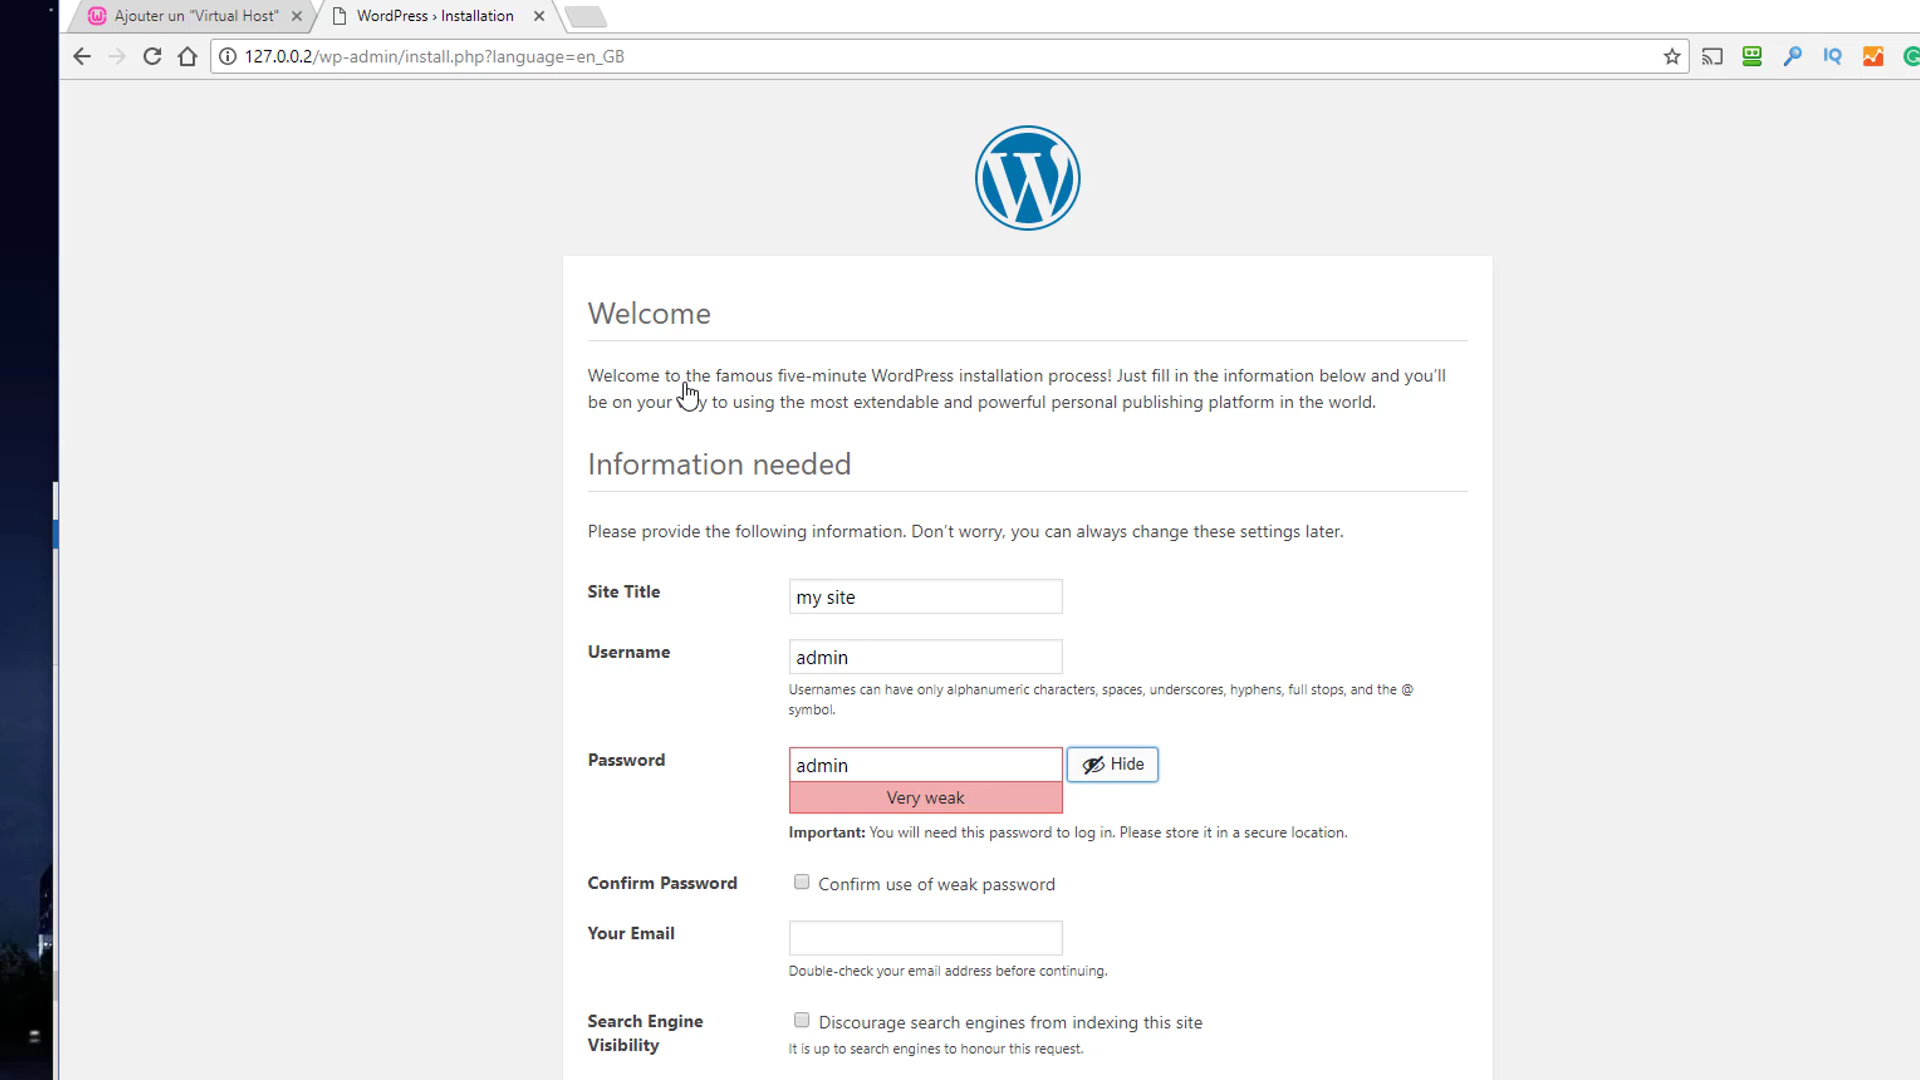 Ajouter un "Virtual Host"
WordPress › Installation
127.0.0.2/wp-admin/install.php?language=en_GB
IQ
Welcome
Welcome to the famous five-minute WordPress installation process! Just fill in the information below and you’ll
be on your to using the most extendable and powerful personal publishing platform in the world.
Information needed
Please provide the following information. Don’t worry, you can always change these settings later.
Site Title
my site
Username
admin
Usernames can have only alphanumeric characters, spaces, underscores, hyphens, full stops, and the @
symbol.
Password
admin
Hide
Very weak
Important: You will need this password to log in. Please store it in a secure location.
Confirm Password
Confirm use of weak password
Your Email
Double-check your email address before continuing.
Search Engine
Visibility
Discourage search engines from indexing this site
It is up to search engines to honour this request.